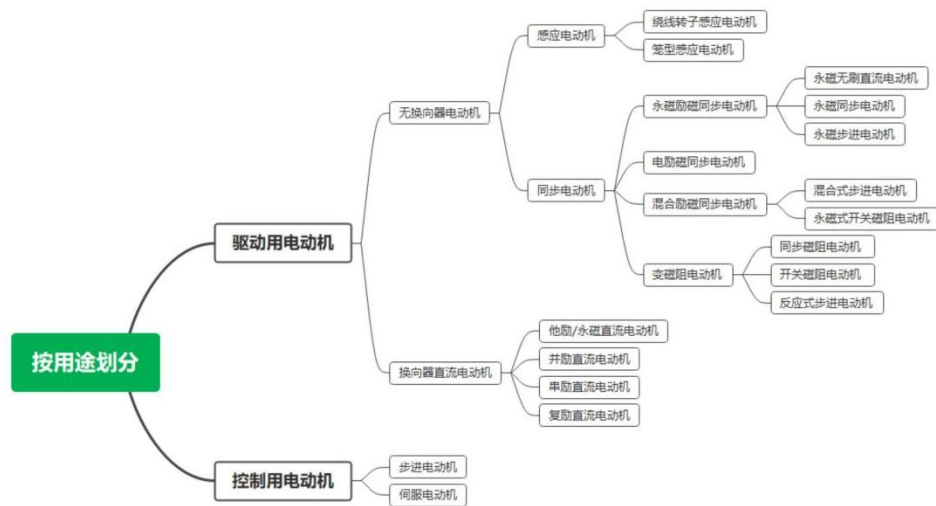 按用途划分
驱动用电动机
无换向器电动机
感应电动机
绕线转子感应电动机
笼型感应电动机
同步电动机
永磁励磁同步电动机
永磁无刷直流电动机
永磁同步电动机
永磁步进电动机
电励磁同步电动机
混合励磁同步电动机
混合式步进电动机
永磁式开关磁阻电动机
变磁阻电动机
同步磁阻电动机
开关磁阻电动机
反应式步进电动机
换向器直流电动机
他励/永磁直流电动机
并励直流电动机
串励直流电动机
复励直流电动机
控制用电动机
步进电动机
伺服电动机